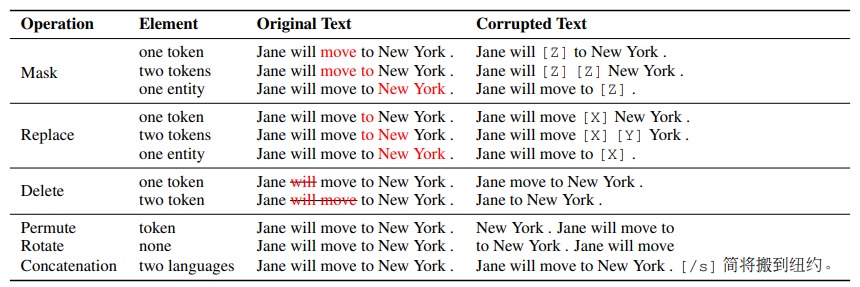 Operation Element Original Text Corrupted Text
one token Jane will move to New York . Jane will [Z] to New York .
Mask two tokens Jane will move to New York . Jane will [Z] [Z] New York .
one entity Jane will move to New York . Jane will move to [Z] .
one token Jane will move to New York . Jane will move [X] New York .
Replace two tokens Jane will move to New York . Jane will move [X] [Y] York .
one entity Jane will move to New York . Jane will move to [X] .
Delete one token Jane will move to New York . Jane move to New York .
two token Jane will move to New York . Jane to New York .
Permute token Jane will move to New York . New York . Jane will move to
Rotate none Jane will move to New York . to New York . Jane will move
Concatenation two languages Jane will move to New York . Jane will move to New York . [/s] 简将搬到纽约。